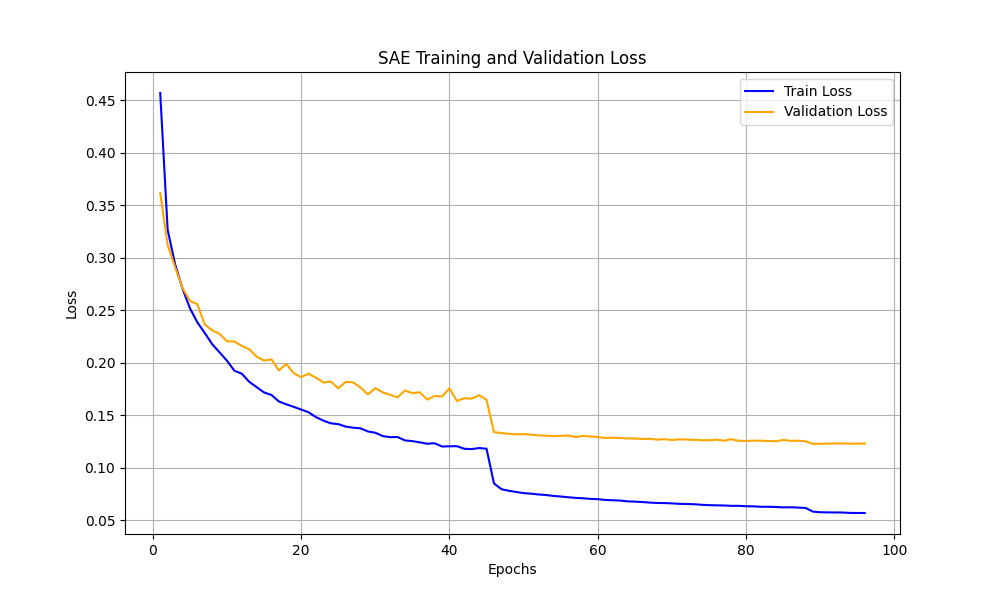 SAE Training and Validation Loss
Train Loss
Validation Loss
0.45
0.40
0.35
0.30
0.25
0.20
0.15
0.10
0.05
Loss
0 20 40 60 80 100
Epochs